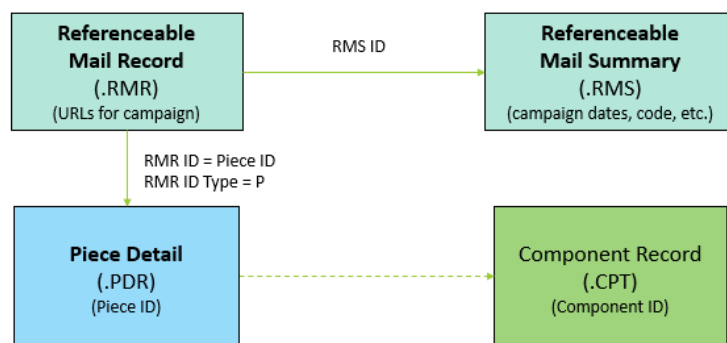 Referenceable
Mail Record
(.RMR)
(URLs for campaign)
RMS ID
Referenceable
Mail Summary
(.RMS)
(campaign dates, code, etc.)
RMR ID = Piece ID
RMR ID Type = P
Piece Detail
(.PDR)
(Piece ID)
Component Record
(.CPT)
(Component ID)